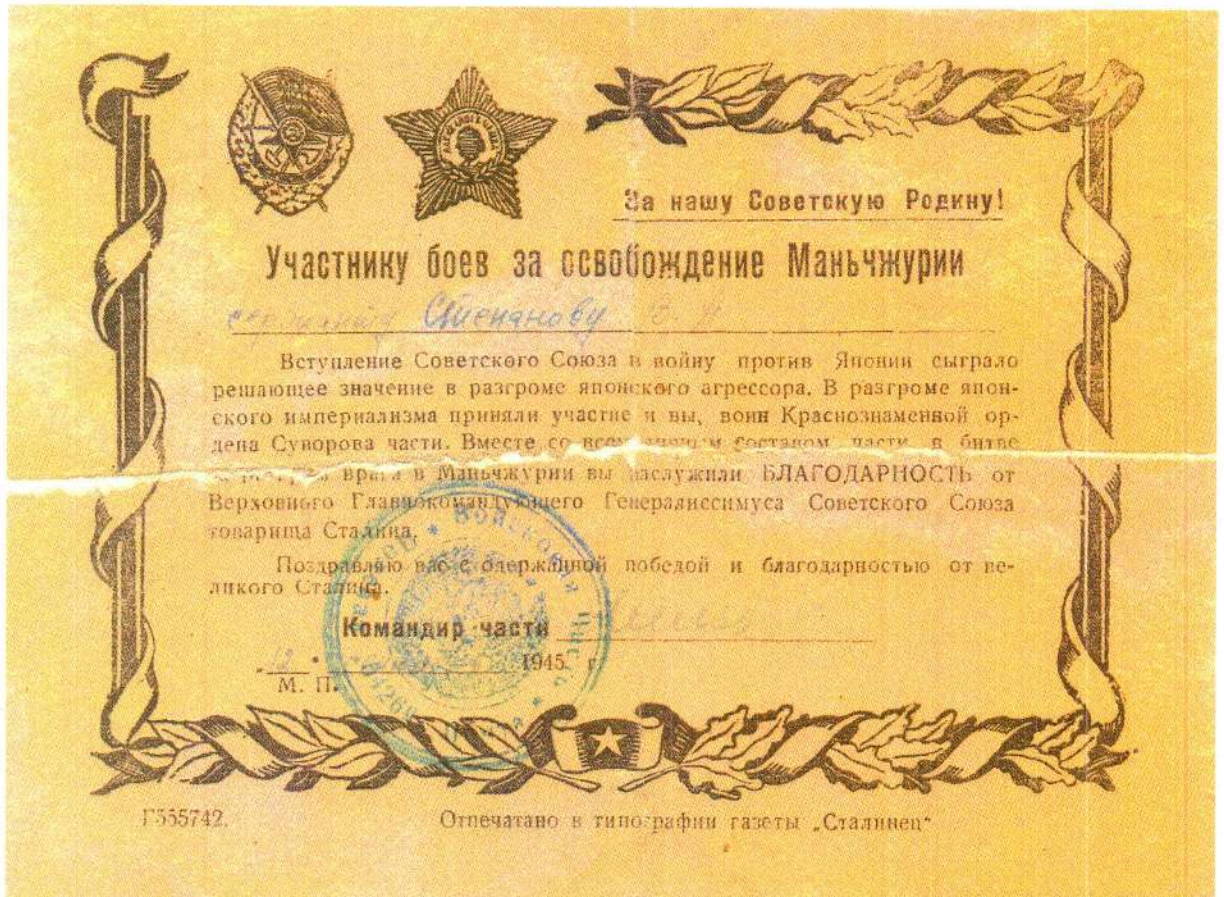 За нашу Советскую Родину!
Участнику боев за освобождение Маньчжурии
сержанту Степанову
Вступление Советского Союза в войну против Японии сыграло
решающее значение в разгроме японского агрессора. В разгроме япон-
ского империализма приняли участие и вы, воин Краснознаменной ор-
дена Суворова части. Вместе со всем личным составом части в битве
врага в Маньчжурии вы заслужили БЛАГОДАРНОСТЬ от
Верховного Главнокомандующего Генералиссимуса Советского Союза
товарища Сталина.
Поздравляю вас с одержанной победой и благодарностью от ве-
ликого Сталина.
Командир части
1945 г.
М. П.
Войсковая часть
Г555742.
Отпечатано в типографии газеты „Сталинец“